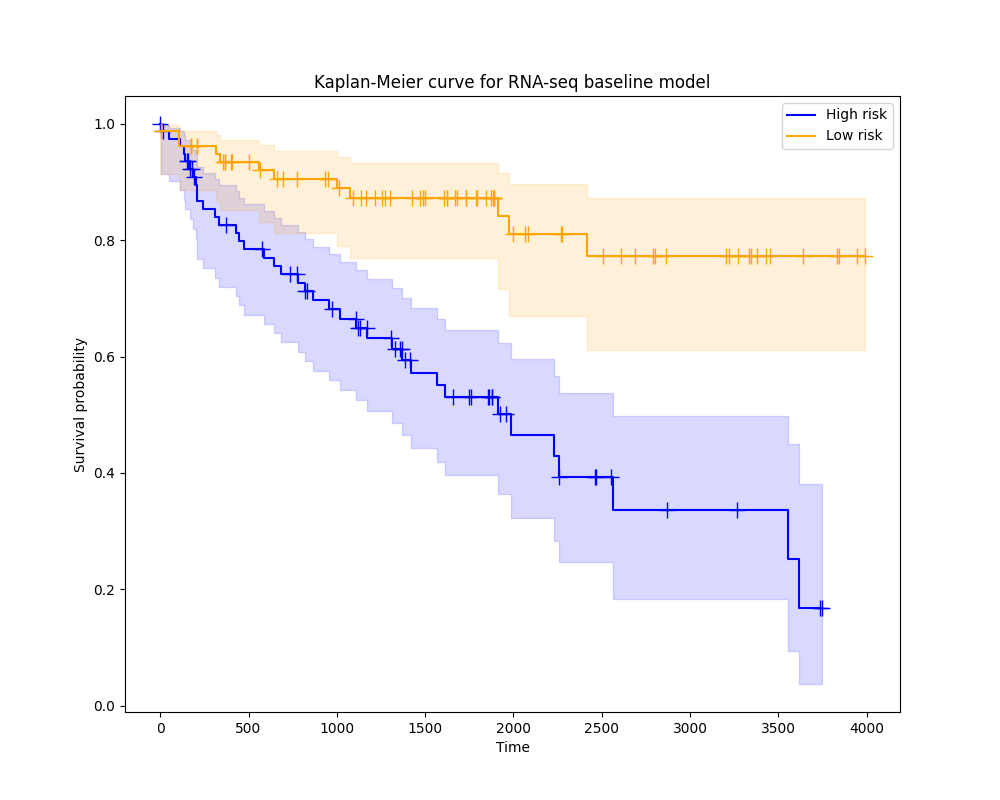 Kaplan-Meier curve for RNA-seq baseline model
High risk
Low risk
1.0
0.8
0.6
0.4
0.2
0.0
Survival probability
0 500 1000 1500 2000 2500 3000 3500 4000
Time